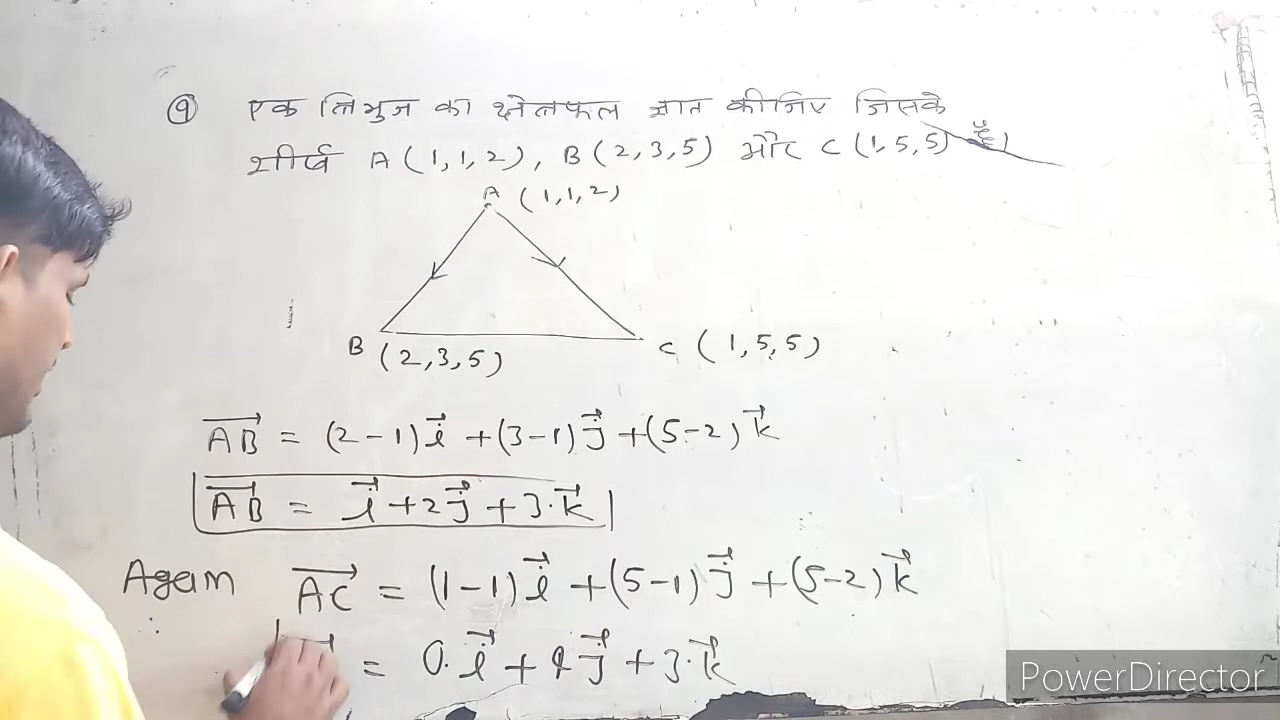 ⑨ एक त्रिभुज का क्षेत्रफल ज्ञात कीजिए जिसके
शीर्ष A (1,1,2), B (2,3,5) और C (1,5,5) हैं।
A (1,1,2)
B (2,3,5)
C (1,5,5)
AB = (2-1)i + (3-1)j + (5-2)k
AB = i + 2j + 3.k
Again AC = (1-1)i + (5-1)j + (5-2)k
= 0.i + 4j + 3.k
PowerDirector